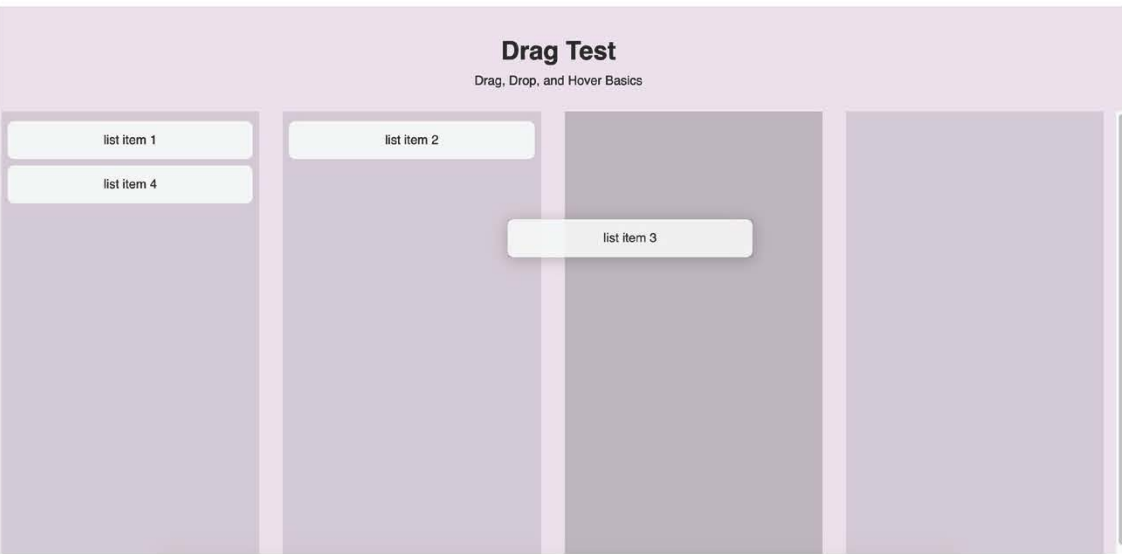 Drag Test
Drag, Drop, and Hover Basics
list item 1
list item 4
list item 2
list item 3